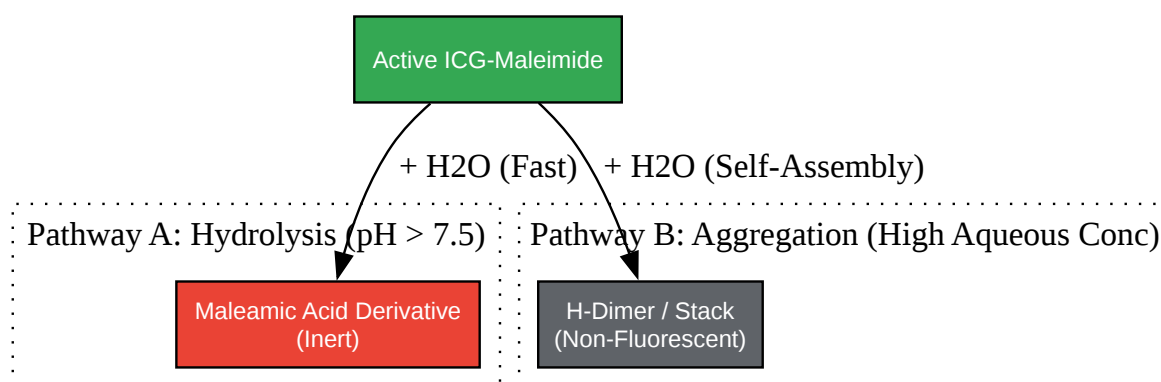 Active ICG-Maleimide
+ H2O (Fast)
+ H2O (Self-Assembly)
Pathway A: Hydrolysis (pH > 7.5)
Pathway B: Aggregation (High Aqueous Conc)
Maleamic Acid Derivative
(Inert)
H-Dimer / Stack
(Non-Fluorescent)